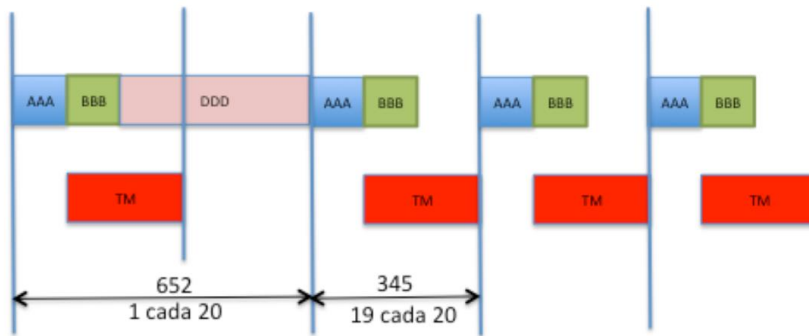 AAA BBB DDD AAA BBB AAA BBB AAA BBB
TM TM TM TM
652 345
1 cada 20 19 cada 20